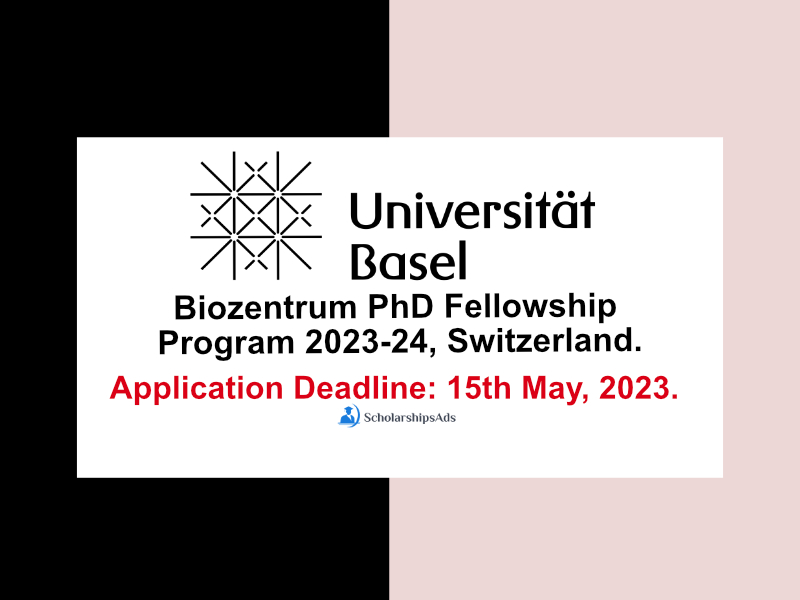 Universität
Basel
Biozentrum PhD Fellowship
Program 2023-24, Switzerland.
Application Deadline: 15th May, 2023.
ScholarshipsAds